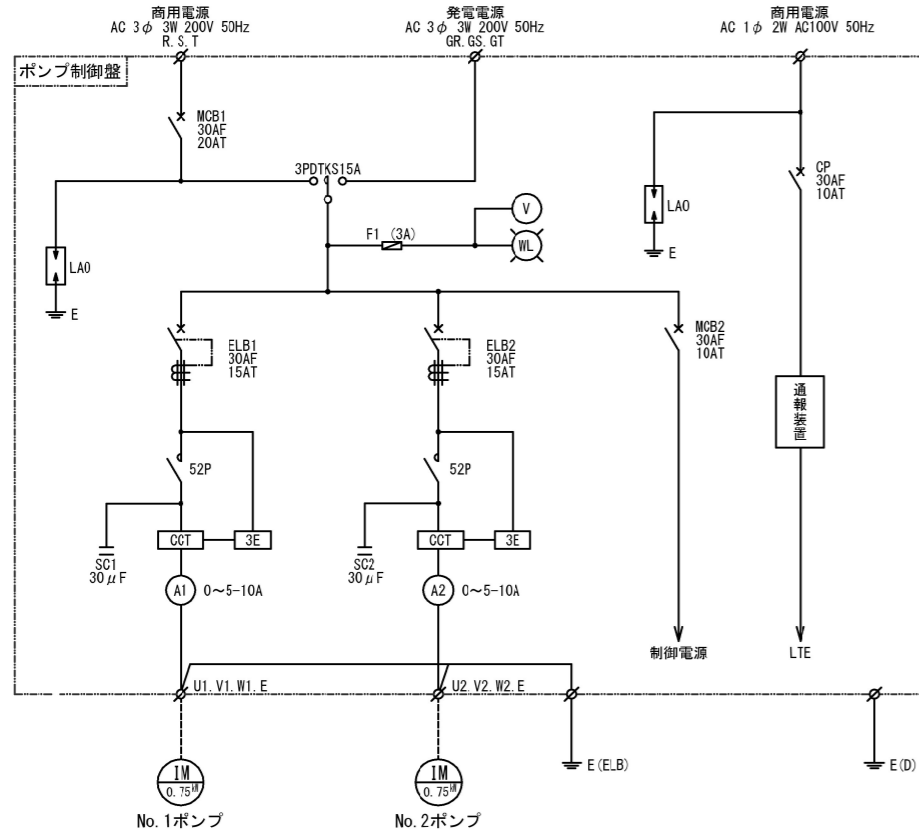 商用電源
AC 3φ 3W 200V 50Hz
R.S.T
発電電源
AC 3φ 3W 200V 50Hz
GR.GS.GT
商用電源
AC 1φ 2W AC100V 50Hz
ポンプ制御盤
MCB1
30AF
20AT
3PDTKS15A
CP
30AF
10AT
LA0
E
V
F1 (3A)
WL
LA0
E
ELB1
30AF
15AT
ELB2
30AF
15AT
MCB2
30AF
10AT
通報装置
52P
52P
CCT
3E
CCT
3E
SC1
30μF
SC2
30μF
A1
0～5-10A
A2
0～5-10A
制御電源
LTE
U1.V1.W1.E
U2.V2.W2.E
E(ELB)
E(D)
IM
0.75kW
IM
0.75kW
No.1ポンプ
No.2ポンプ